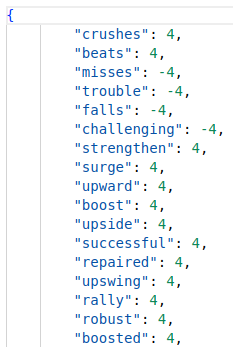 {
"crushes": 4,
"beats": 4,
"misses": -4,
"trouble": -4,
"falls": -4,
"challenging": -4,
"strengthen": 4,
"surge": 4,
"upward": 4,
"boost": 4,
"upside": 4,
"successful": 4,
"repaired": 4,
"upswing": 4,
"rally": 4,
"robust": 4,
"boosted": 4,